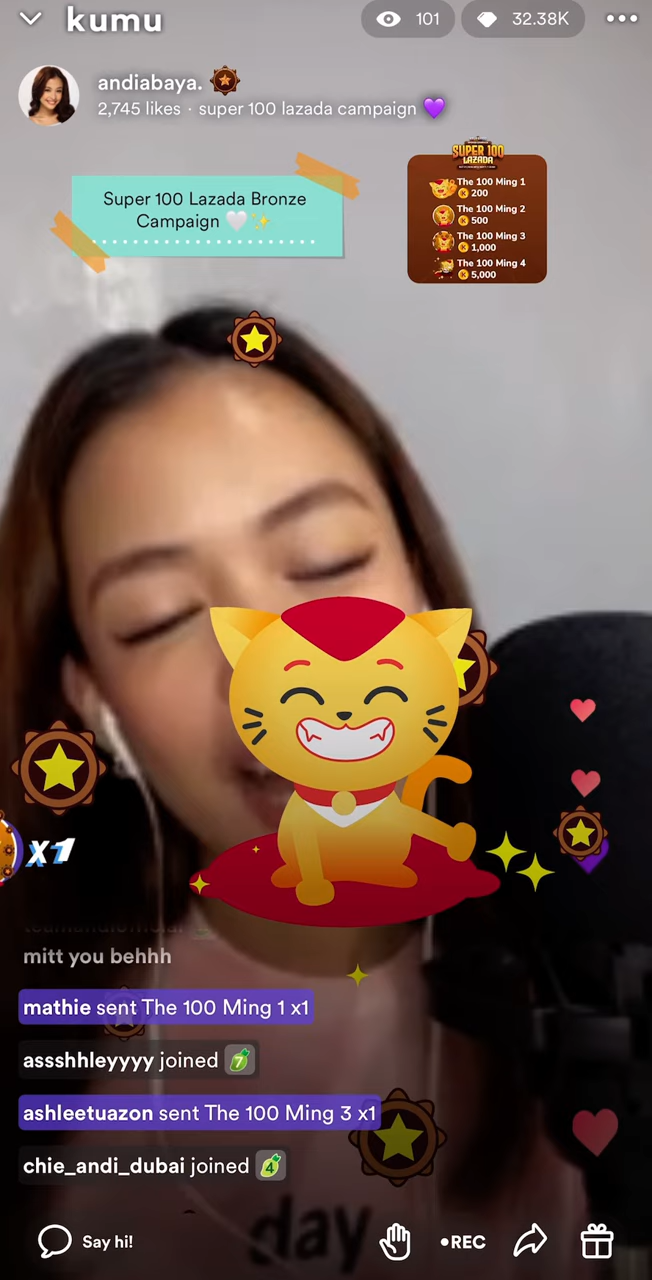 kumu
101
32.38K
andiabaya.
2,745 likes · super 100 lazada campaign 💜
Super 100 Lazada Bronze
Campaign 🤍✨
SUPER 100
LAZADA
The 100 Ming 1
200
The 100 Ming 2
500
The 100 Ming 3
1,000
The 100 Ming 4
5,000
X1
mitt you behhh
mathie sent The 100 Ming 1 x1
assshhleyyyy joined 7
ashleetuazon sent The 100 Ming 3 x1
chie_andi_dubai joined 4
day
Say hi!
•REC